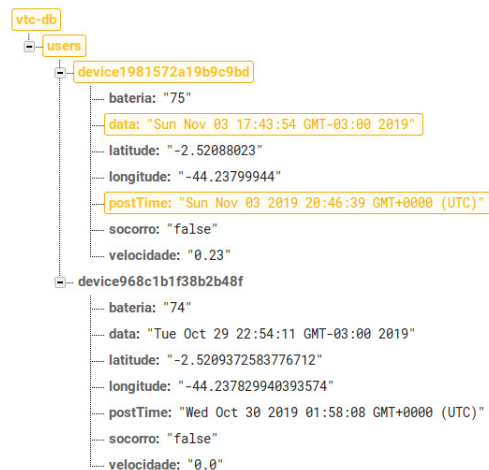 vtc-db
users
device1981572a19b9c9bd
bateria: "75"
data: "Sun Nov 03 17:43:54 GMT-03:00 2019"
latitude: "-2.52088023"
longitude: "-44.23799944"
postTime: "Sun Nov 03 2019 20:46:39 GMT+0000 (UTC)"
socorro: "false"
velocidade: "0.23"
device968c1b1f38b2b48f
bateria: "74"
data: "Tue Oct 29 22:54:11 GMT-03:00 2019"
latitude: "-2.5209372583776712"
longitude: "-44.237829940393574"
postTime: "Wed Oct 30 2019 01:58:08 GMT+0000 (UTC)"
socorro: "false"
velocidade: "0.0"